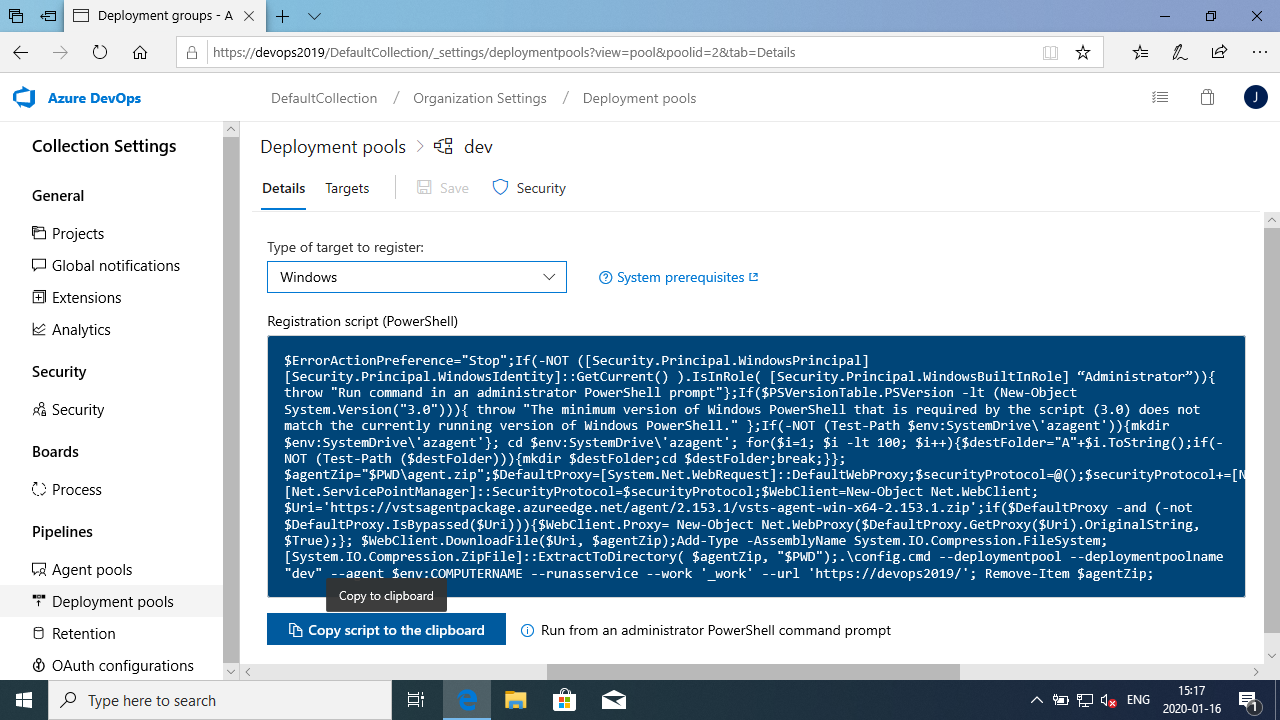 Deployment groups - A
https://devops2019/DefaultCollection/_settings/deploymentpools?view=pool&poolid=2&tab=Details
Azure DevOps
DefaultCollection / Organization Settings / Deployment pools
J
Collection Settings
General
Projects
Global notifications
Extensions
Analytics
Security
Security
Boards
Process
Pipelines
Agent pools
Deployment pools
Retention
OAuth configurations
Deployment pools > dev
Details Targets Save Security
Type of target to register:
Windows
System prerequisites
Registration script (PowerShell)
$ErrorActionPreference="Stop";If(-NOT ([Security.Principal.WindowsPrincipal]
[Security.Principal.WindowsIdentity]::GetCurrent() ).IsInRole( [Security.Principal.WindowsBuiltInRole] “Administrator”)){
throw "Run command in an administrator PowerShell prompt"};If($PSVersionTable.PSVersion -lt (New-Object
System.Version("3.0"))){ throw "The minimum version of Windows PowerShell that is required by the script (3.0) does not
match the currently running version of Windows PowerShell." };If(-NOT (Test-Path $env:SystemDrive\'azagent')){mkdir
$env:SystemDrive\'azagent'}; cd $env:SystemDrive\'azagent'; for($i=1; $i -lt 100; $i++){$destFolder="A"+$i.ToString();if(-
NOT (Test-Path ($destFolder))){mkdir $destFolder;cd $destFolder;break;}};
$agentZip="$PWD\agent.zip";$DefaultProxy=[System.Net.WebRequest]::DefaultWebProxy;$securityProtocol=@();$securityProtocol+=[N
[Net.ServicePointManager]::SecurityProtocol=$securityProtocol;$WebClient=New-Object Net.WebClient;
$Uri='https://vstsagentpackage.azureedge.net/agent/2.153.1/vsts-agent-win-x64-2.153.1.zip';if($DefaultProxy -and (-not
$DefaultProxy.IsBypassed($Uri))){$WebClient.Proxy= New-Object Net.WebProxy($DefaultProxy.GetProxy($Uri).OriginalString,
$True);}; $WebClient.DownloadFile($Uri, $agentZip);Add-Type -AssemblyName System.IO.Compression.FileSystem;
[System.IO.Compression.ZipFile]::ExtractToDirectory( $agentZip, "$PWD");.\config.cmd --deploymentpool --deploymentpoolname
"dev" --agent $env:COMPUTERNAME --runasservice --work '_work' --url 'https://devops2019/'; Remove-Item $agentZip;
Copy to clipboard
Copy script to the clipboard
Run from an administrator PowerShell command prompt
Type here to search
ENG
15:17
2020-01-16
1